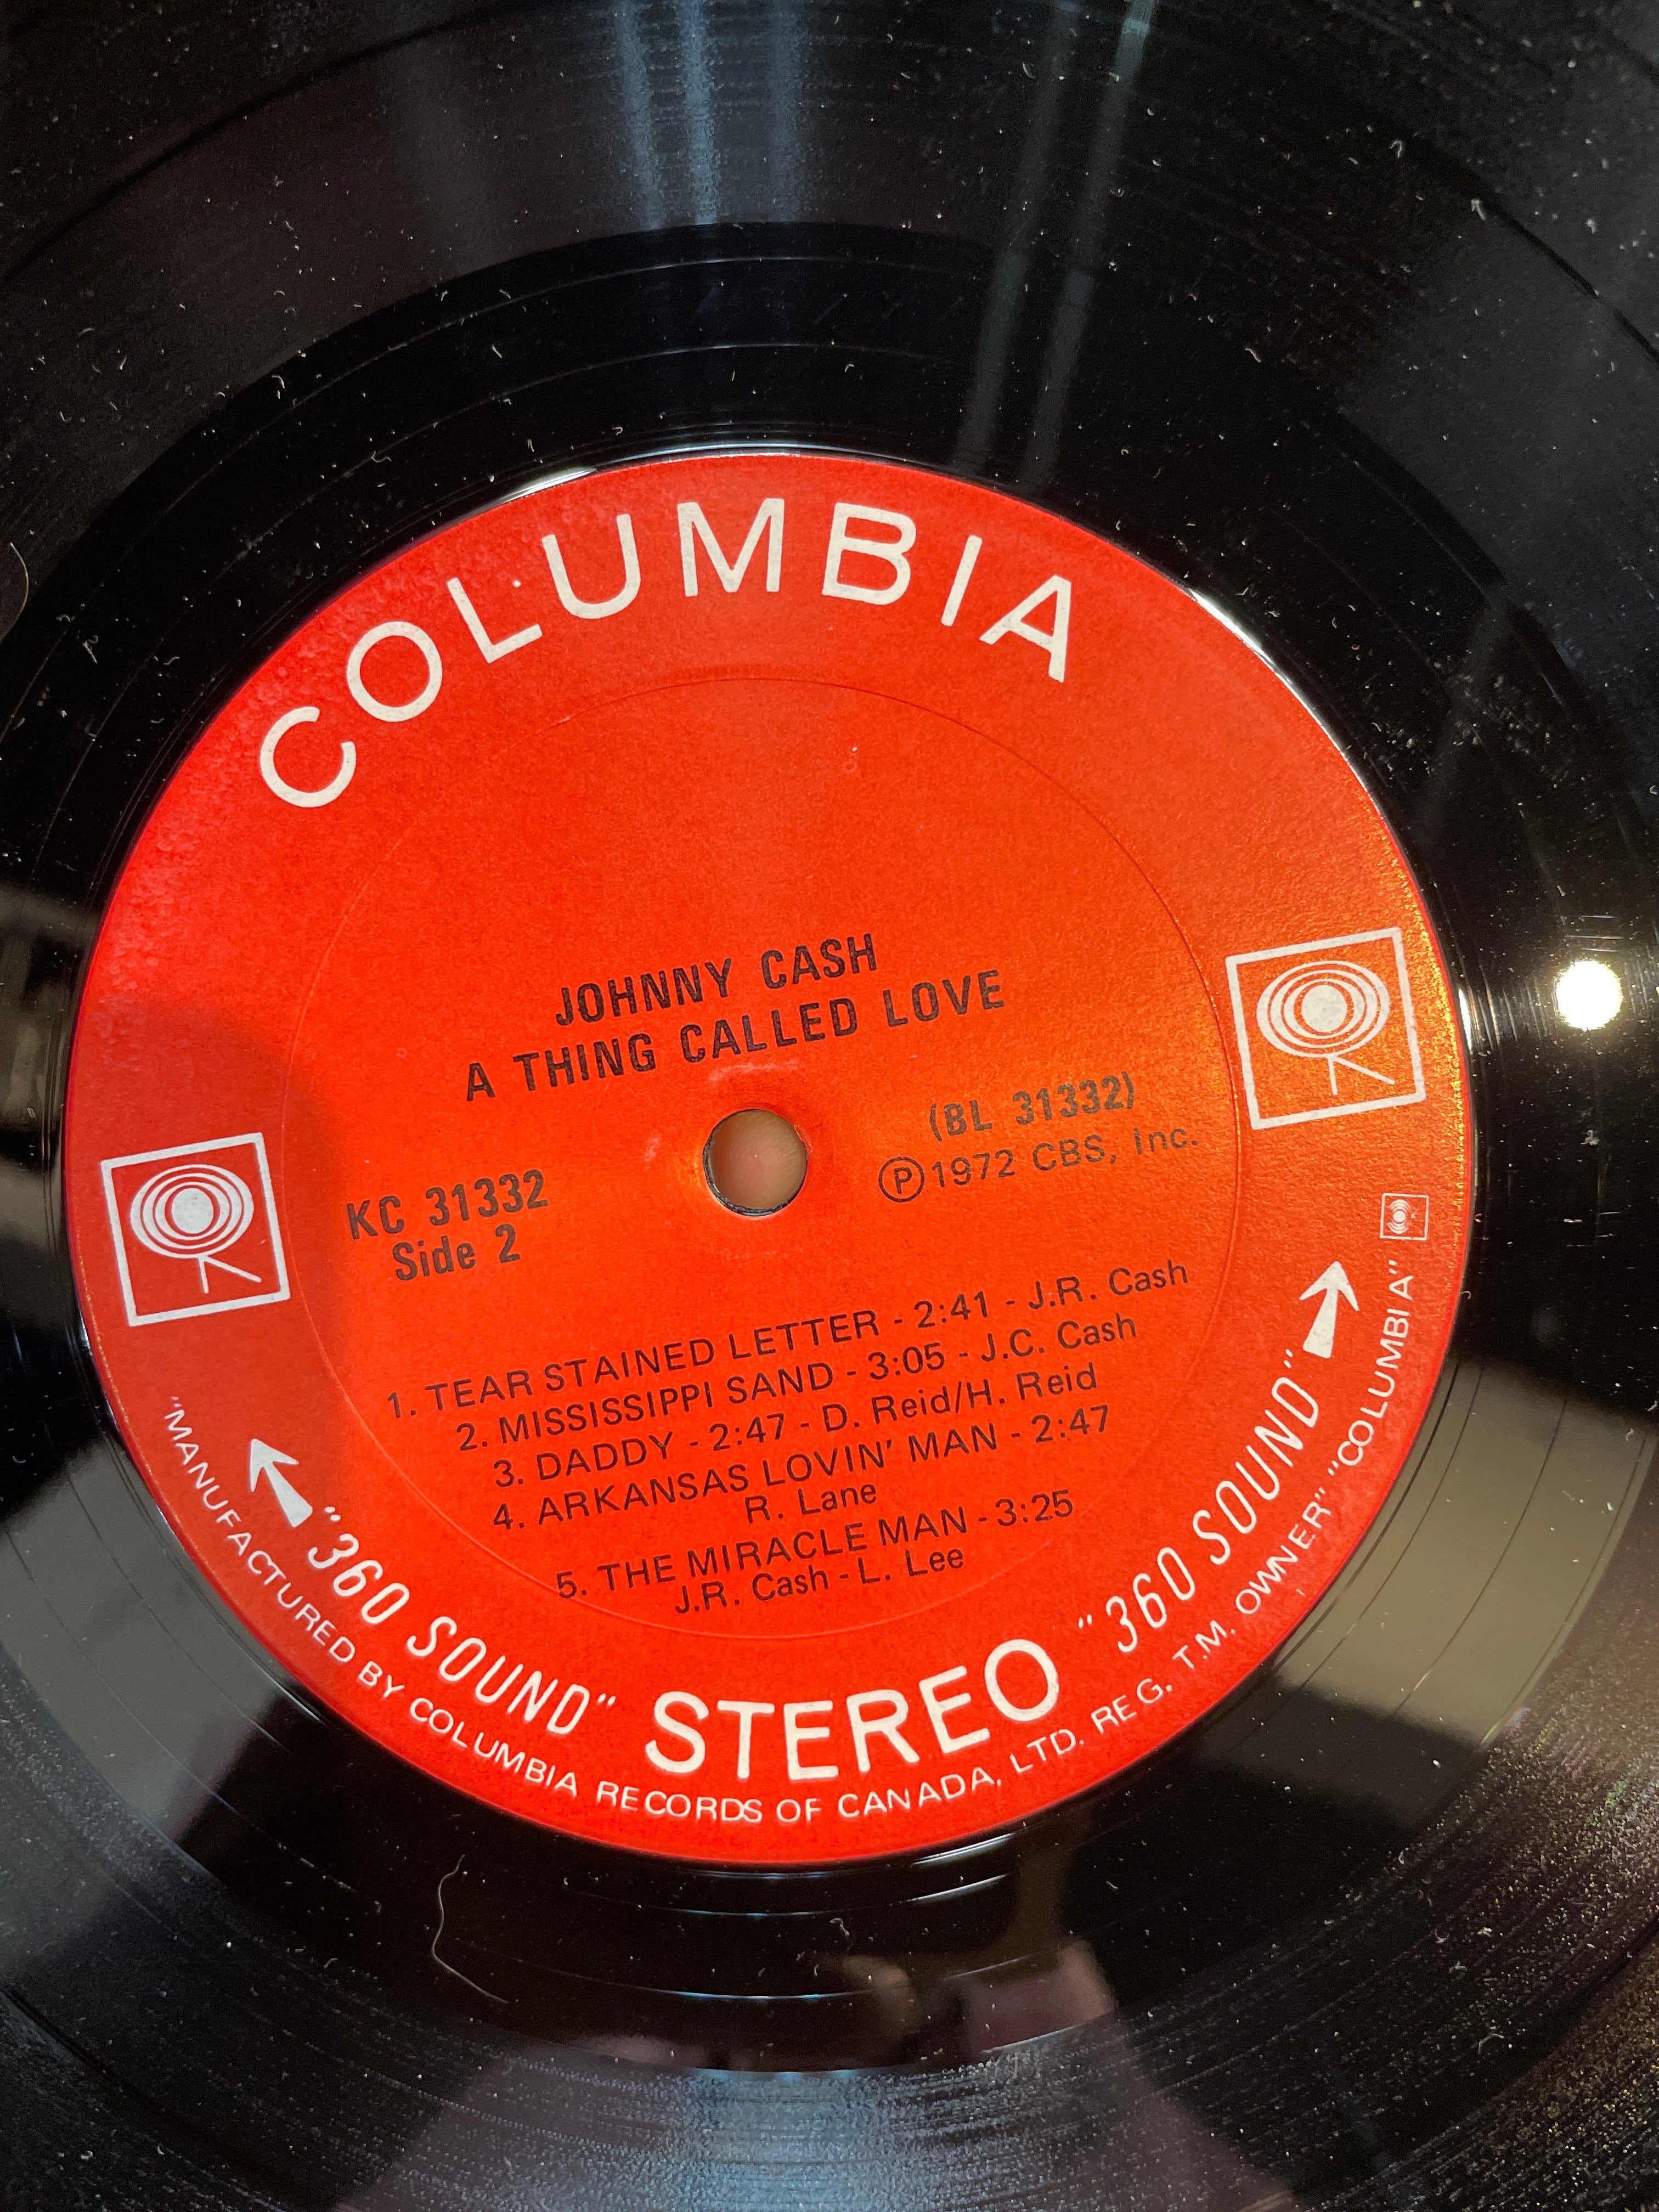 COLUMBIA
JOHNNY CASH
A THING CALLED LOVE
(BL 31332)
Ⓟ 1972 CBS, Inc.
KC 31332
Side 2
1. TEAR STAINED LETTER - 2:41 - J.R. Cash
2. MISSISSIPPI SAND - 3:05 - J.C. Cash
3. DADDY - 2:47 - D. Reid/H. Reid
4. ARKANSAS LOVIN' MAN - 2:47
R. Lane
5. THE MIRACLE MAN - 3:25
J.R. Cash - L. Lee
"360 SOUND" STEREO "360 SOUND"
"MANUFACTURED BY COLUMBIA RECORDS OF CANADA, LTD. REG. T.M. OWNER" "COLUMBIA"